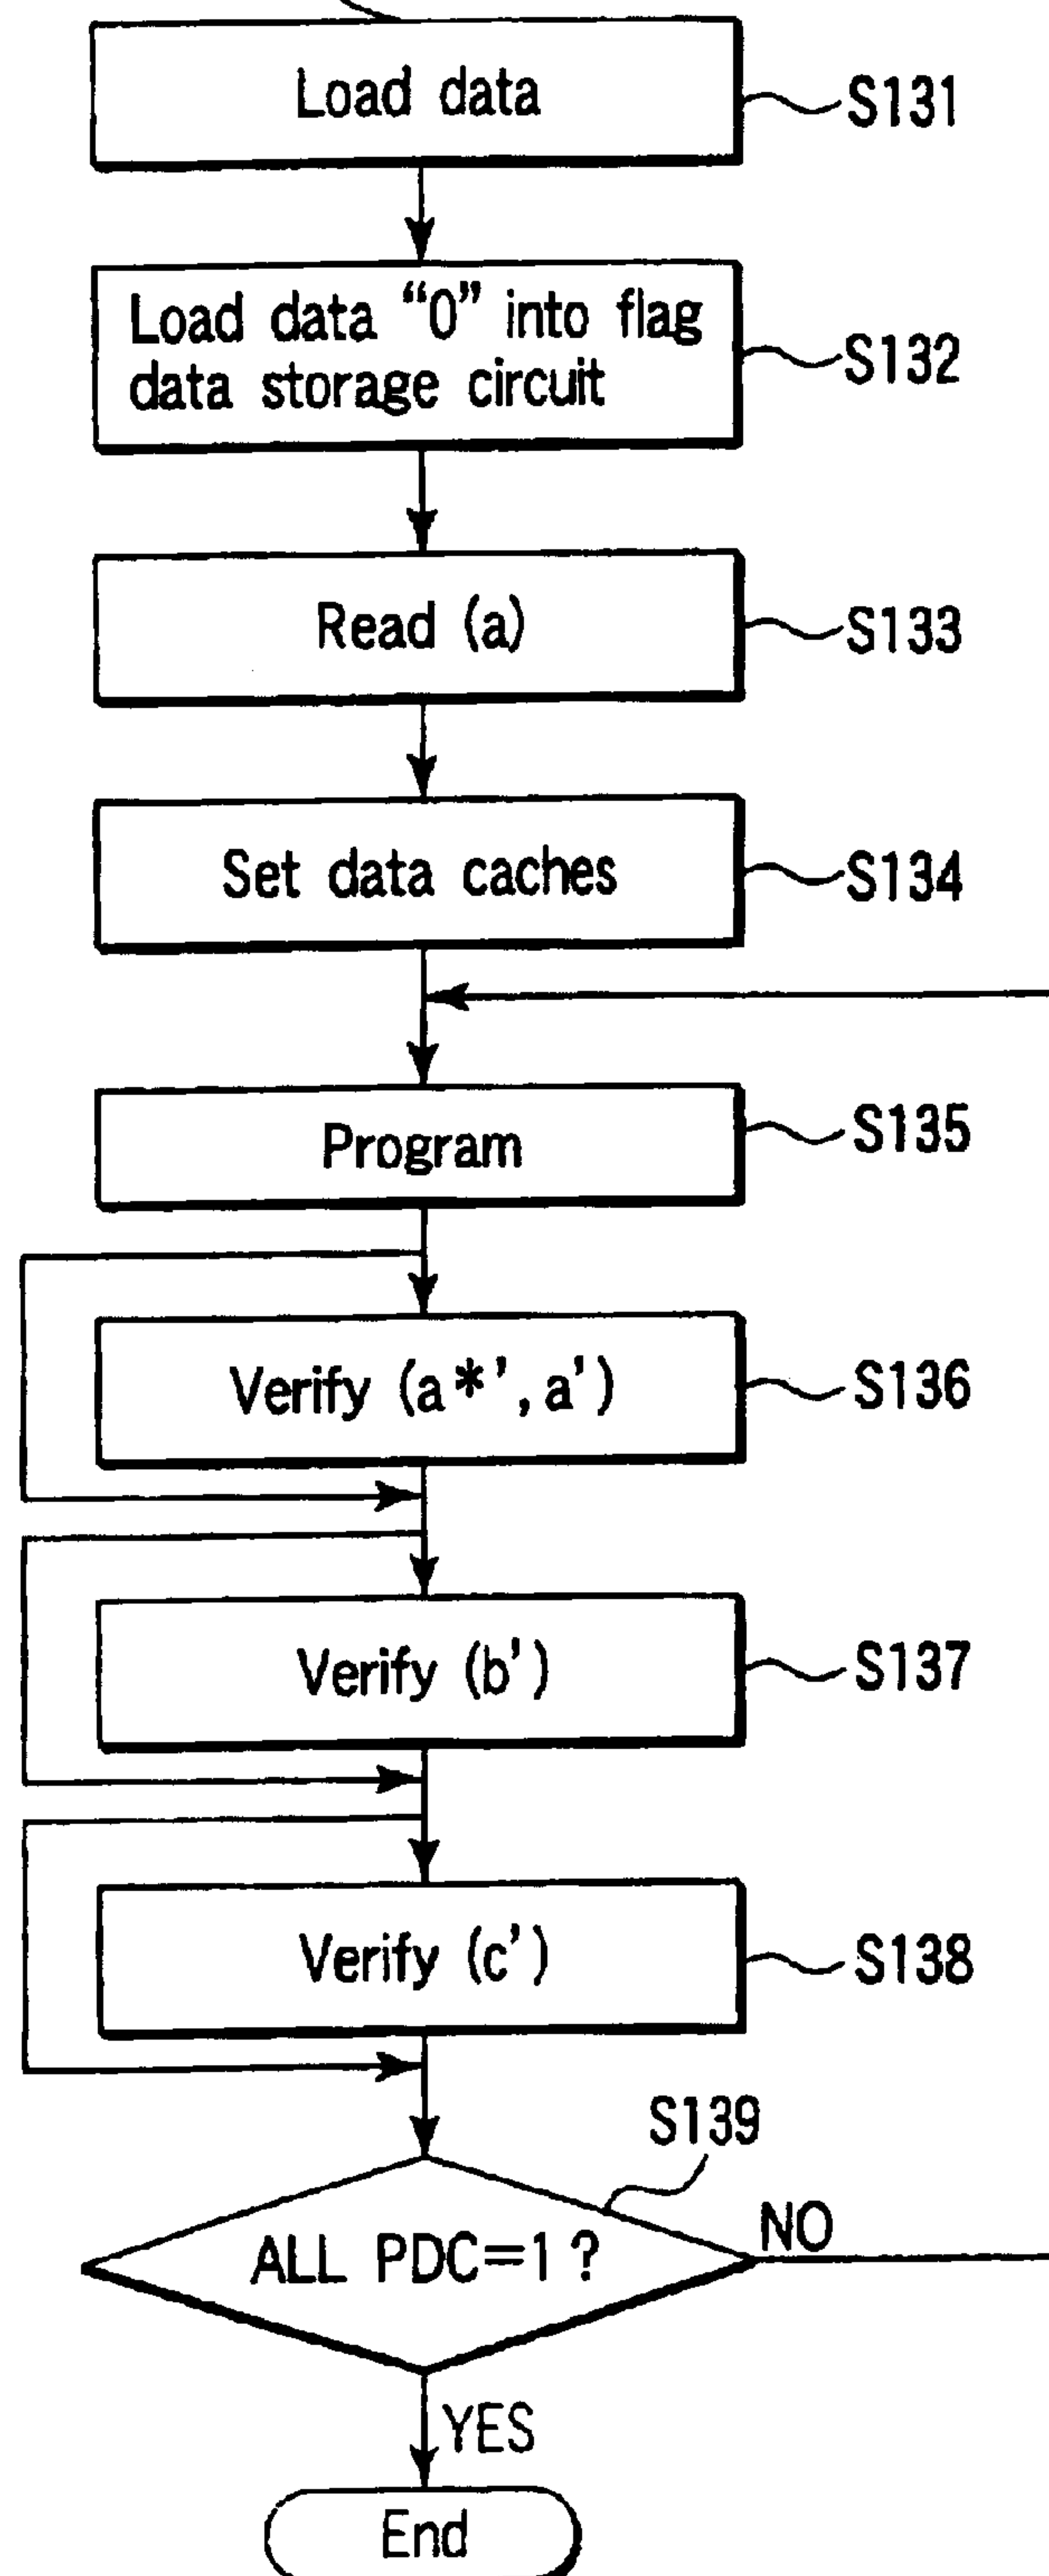 Load data
S131
Load data “0” into flag
data storage circuit
S132
Read (a)
S133
Set data caches
S134
Program
S135
Verify (a*', a')
S136
Verify (b')
S137
Verify (c')
S138
S139
ALL PDC=1 ?
NO
YES
End